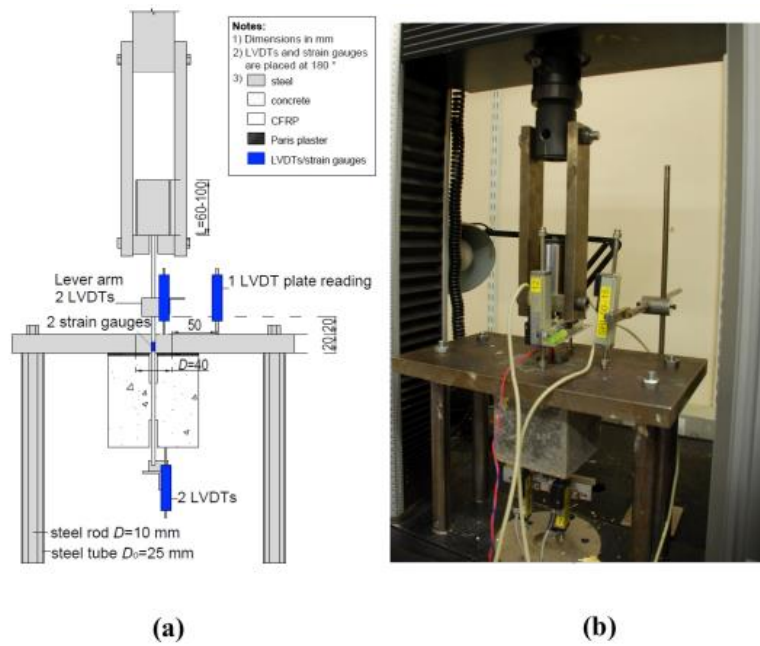 Notes:
1) Dimensions in mm
2) LVDTs and strain gauges
are placed at 180 °
3)
steel
concrete
CFRP
Paris plaster
LVDTs/strain gauges
=60-100
Lever arm
2 LVDTs
1 LVDT plate reading
2 strain gauges
50
20 20
D=40
2 LVDTs
steel rod D=10 mm
steel tube D₀=25 mm
(a)
(b)